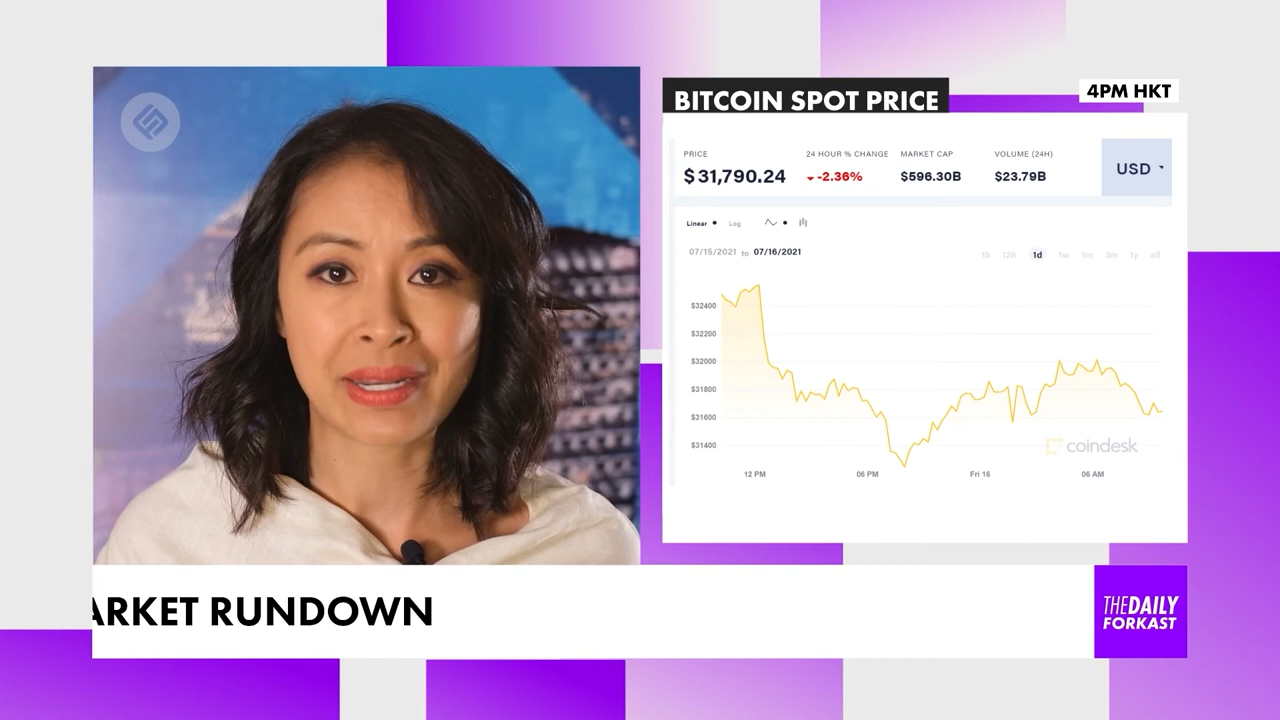 BITCOIN SPOT PRICE
4PM HKT
PRICE
24 HOUR % CHANGE
MARKET CAP
VOLUME (24H)
$31,790.24
-2.36%
$596.30B
$23.79B
USD
Linear
Log
07/15/2021 to 07/16/2021
1h 12h 1d 1w 1m 3m 1y all
$32400
$32200
$32000
$31800
$31600
$31400
coindesk
12 PM
06 PM
Fri 16
06 AM
ARKET RUNDOWN
THEDAILY
FORKAST